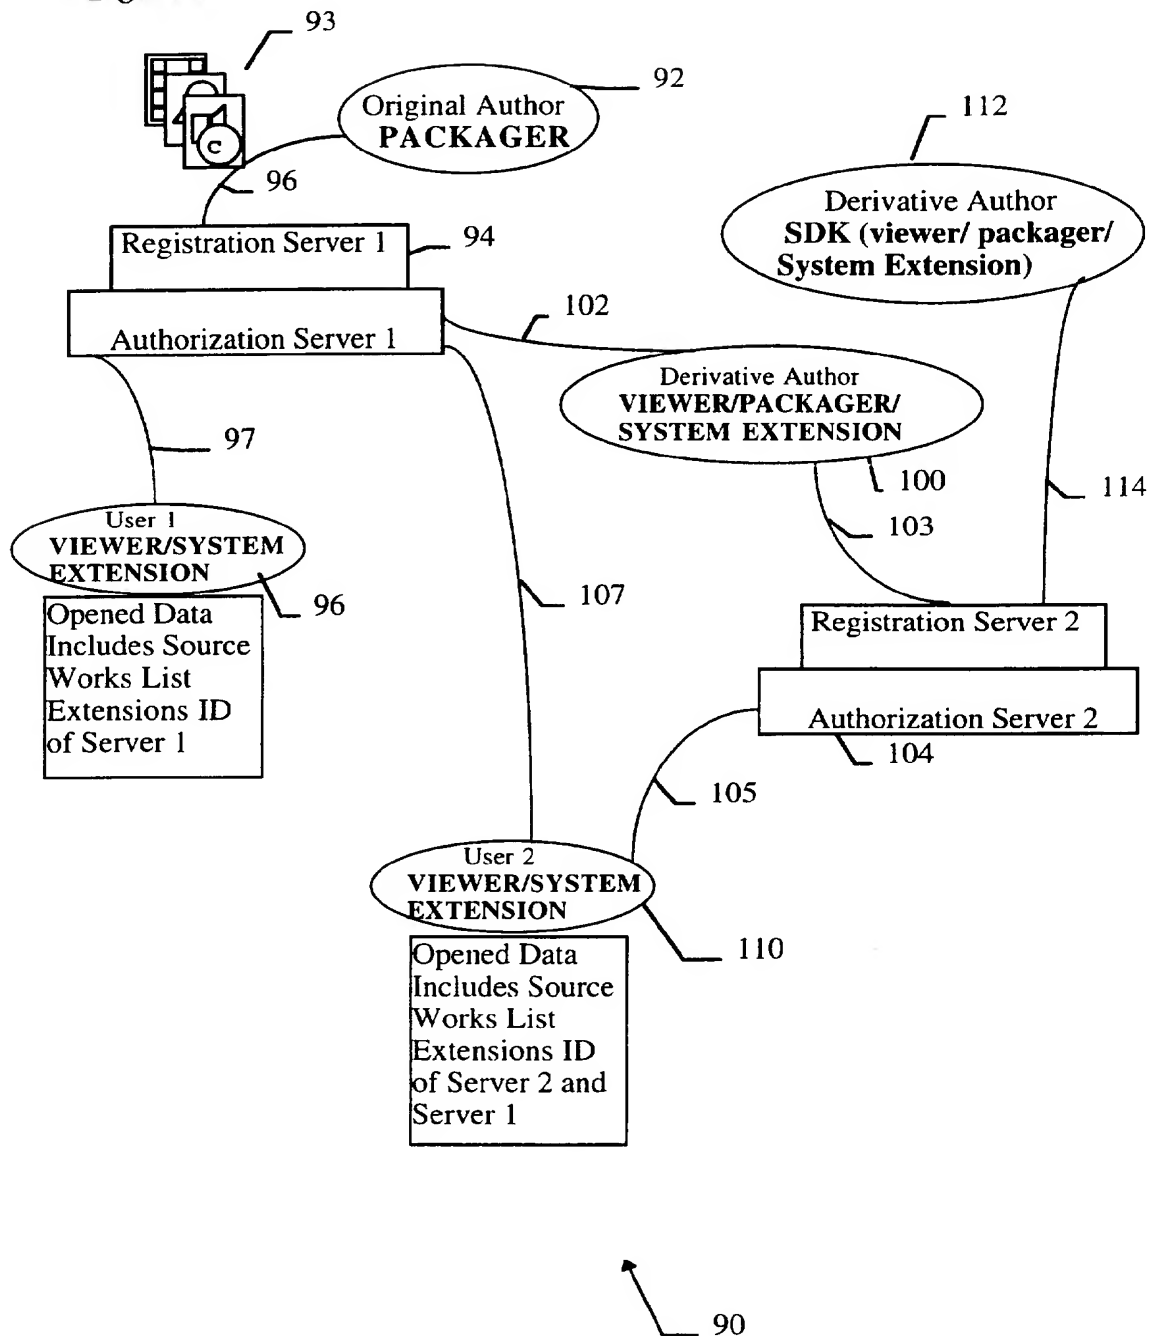 93
92
Original Author
PACKAGER
112
c
96
Derivative Author
SDK (viewer/ packager/
System Extension)
Registration Server 1
94
102
Authorization Server 1
Derivative Author
VIEWER/PACKAGER/
SYSTEM EXTENSION
97
100
114
103
User 1
VIEWER/SYSTEM
EXTENSION
96
107
Opened Data
Includes Source
Works List
Extensions ID
of Server 1
Registration Server 2
Authorization Server 2
104
105
User 2
VIEWER/SYSTEM
EXTENSION
110
Opened Data
Includes Source
Works List
Extensions ID
of Server 2 and
Server 1
90